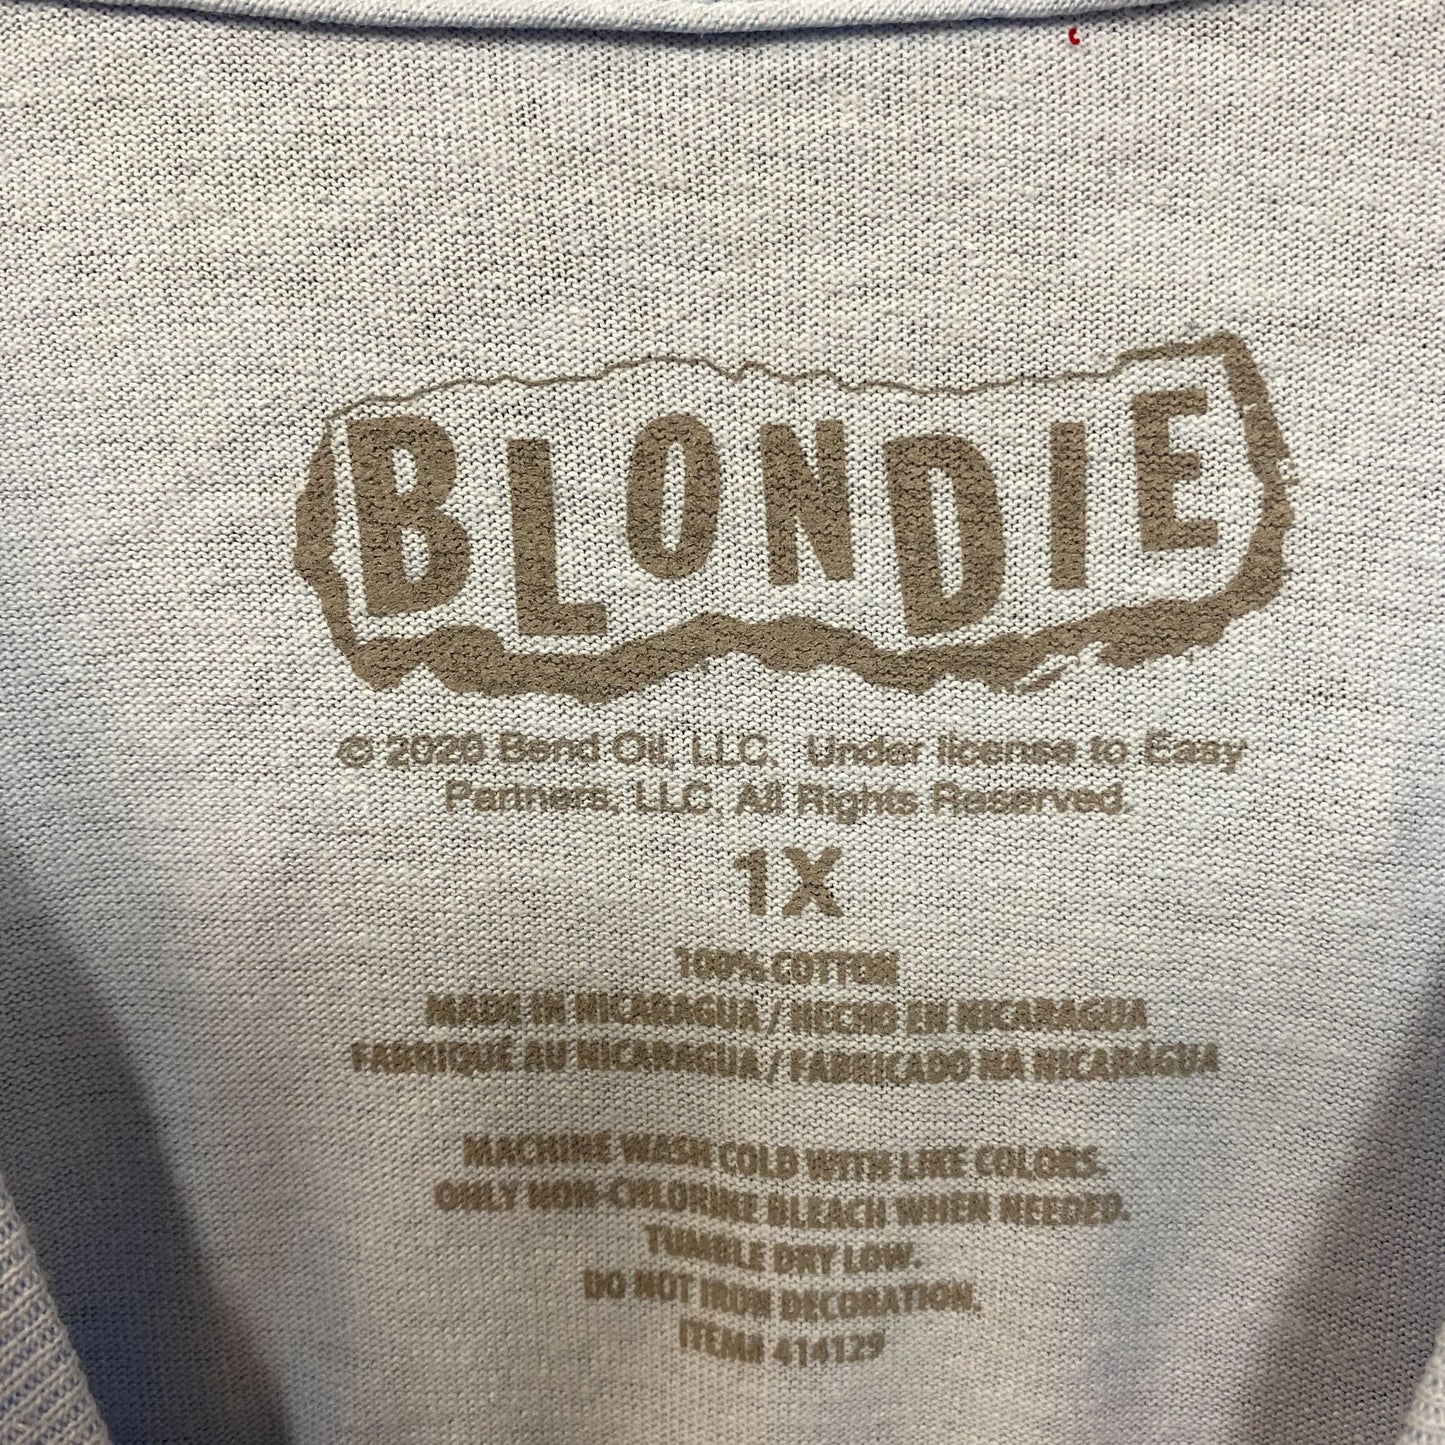 BLONDIE
© 2020 Bend Oil, LLC. Under license to Easy
Partners, LLC. All Rights Reserved.
1X
100% COTTON
MADE IN NICARAGUA / HECHO EN NICARAGUA
FABRIQUÉ AU NICARAGUA / FABRICADO NA NICARÁGUA
MACHINE WASH COLD WITH LIKE COLORS.
ONLY NON-CHLORINE BLEACH WHEN NEEDED.
TUMBLE DRY LOW.
DO NOT IRON DECORATION.
ITEM# 414129